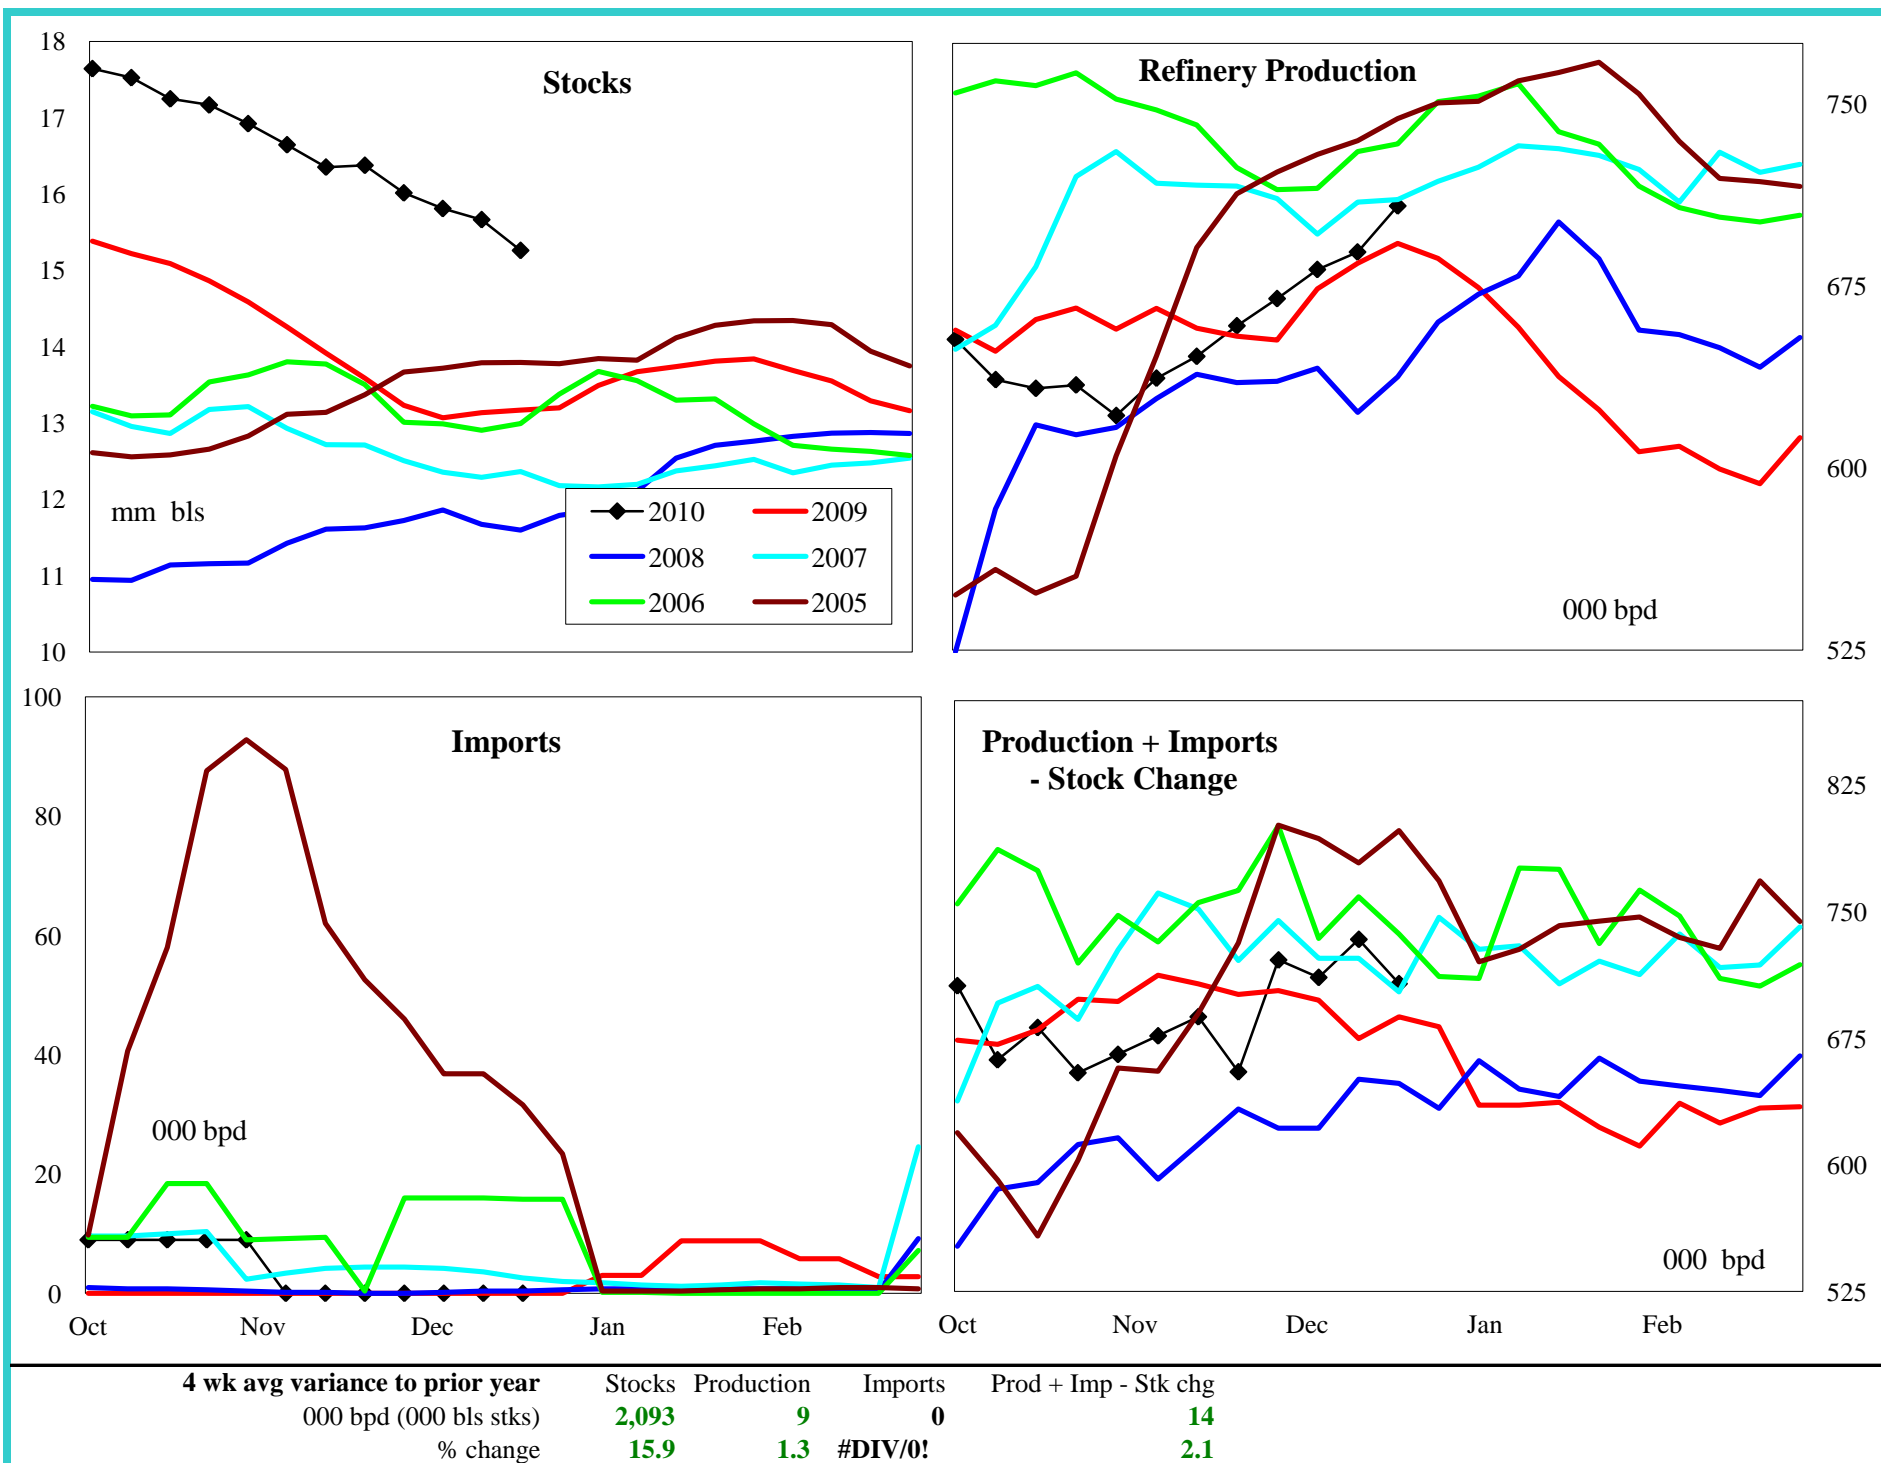 Stocks
18
17
16
15
14
13
12
11
10
mm bls
2010 2009
2008 2007
2006 2005
Refinery Production
750
675
600
525
000 bpd
Imports
100
80
60
40
20
0
000 bpd
Oct Nov Dec Jan Feb
Production + Imports
- Stock Change
825
750
675
600
525
000 bpd
Oct Nov Dec Jan Feb
4 wk avg variance to prior year Stocks Production Imports Prod + Imp - Stk chg
000 bpd (000 bls stks) 2,093 9 0 14
% change 15.9 1.3 #DIV/0! 2.1